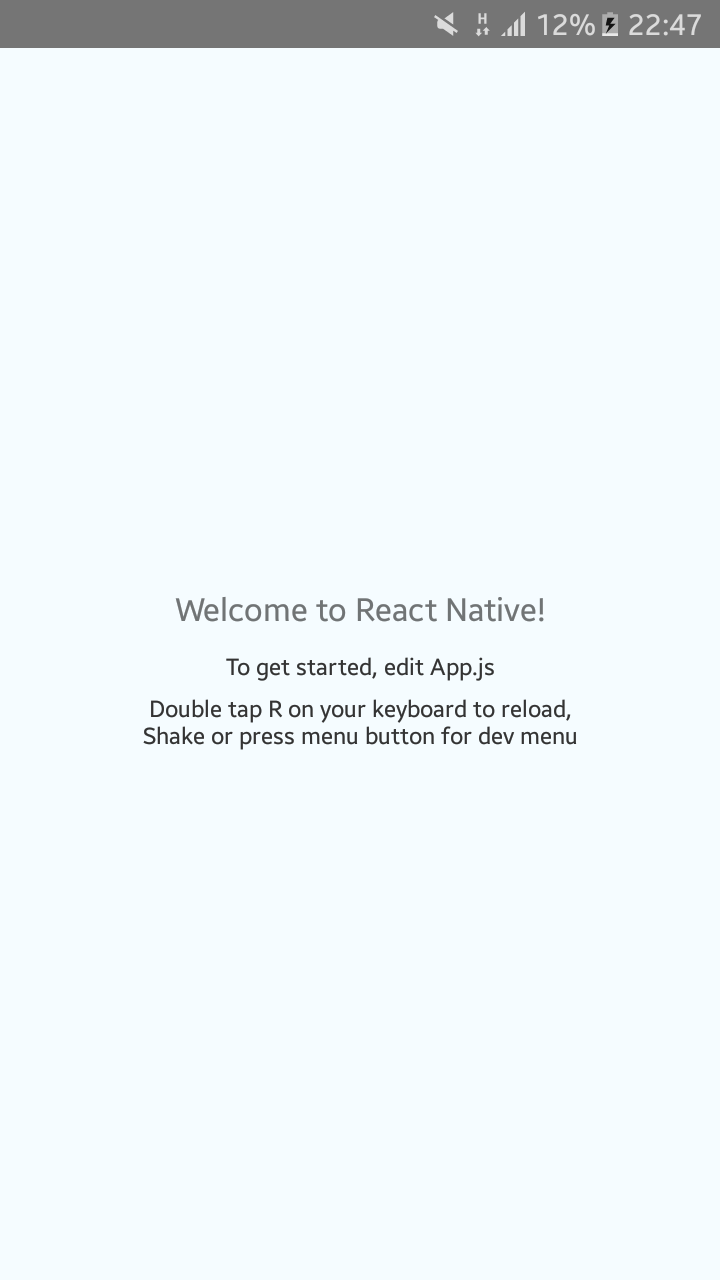 H
12%
22:47
Welcome to React Native!
To get started, edit App.js
Double tap R on your keyboard to reload,
Shake or press menu button for dev menu